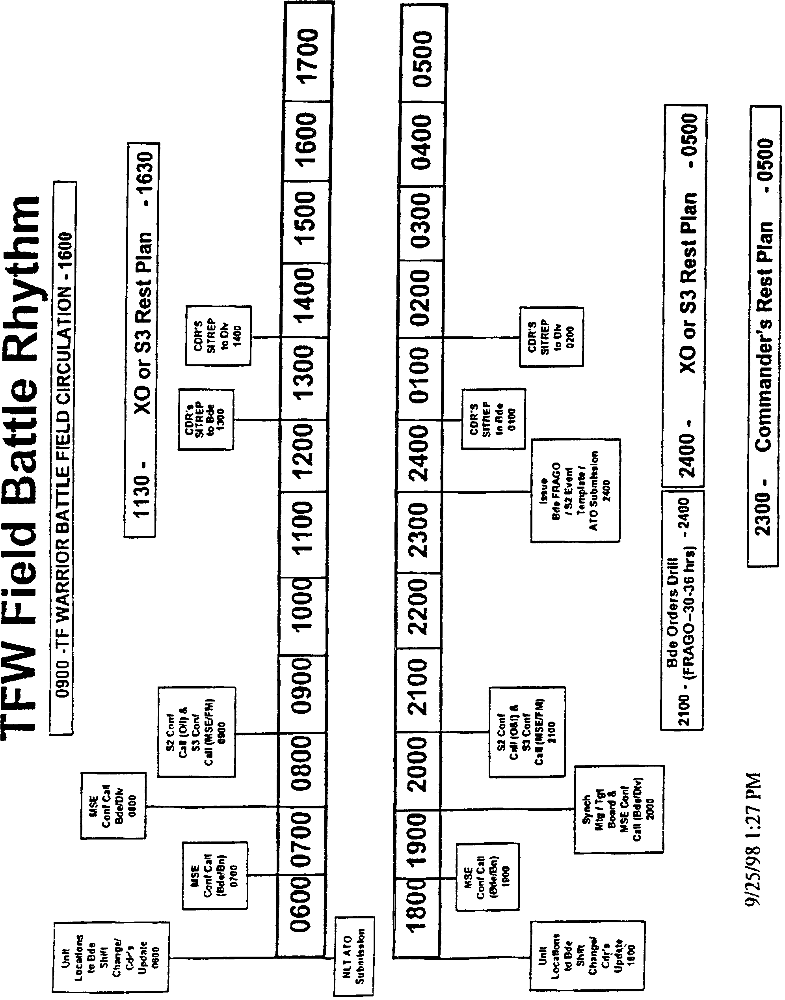 TFW Field Battle Rhythm
0900 -TF WARRIOR BATTLE FIELD CIRCULATION - 1600
1130 - XO or S3 Rest Plan - 1630
Unit
Locations
to Bde
Shift
Change/
Cdr's
Update
0600
MSE
Conf Call
(Bde/Bn)
0700
MSE
Conf Call
Bde/Div
0800
S2 Conf
Call (O/I) &
S3 Conf
Call (MSE/FM)
0900
CDR's
SITREP
to Bde
1300
CDR'S
SITREP
to Div
1400
0600 0700 0800 0900 1000 1100 1200 1300 1400 1500 1600 1700
NLT ATO
Submission
1800 1900 2000 2100 2200 2300 2400 0100 0200 0300 0400 0500
Unit
Locations
to Bde
Shift
Change/
Cdr's
Update
1800
MSE
Conf Call
(Bde/Bn)
1900
Synch
Mtg / Tgt
Board &
MSE Conf
Call (Bde/Div)
2000
S2 Conf
Call (O&I) &
S3 Conf
Call (MSE/FM)
2100
Issue
Bde FRAGO
/ S2 Event
Template /
ATO Submission
2400
CDR'S
SITREP
to Bde
0100
CDR'S
SITREP
to Div
0200
Bde Orders Drill
2100 - (FRAGO–30-36 hrs) - 2400
2400 - XO or S3 Rest Plan - 0500
2300 - Commander's Rest Plan - 0500
9/25/98 1:27 PM